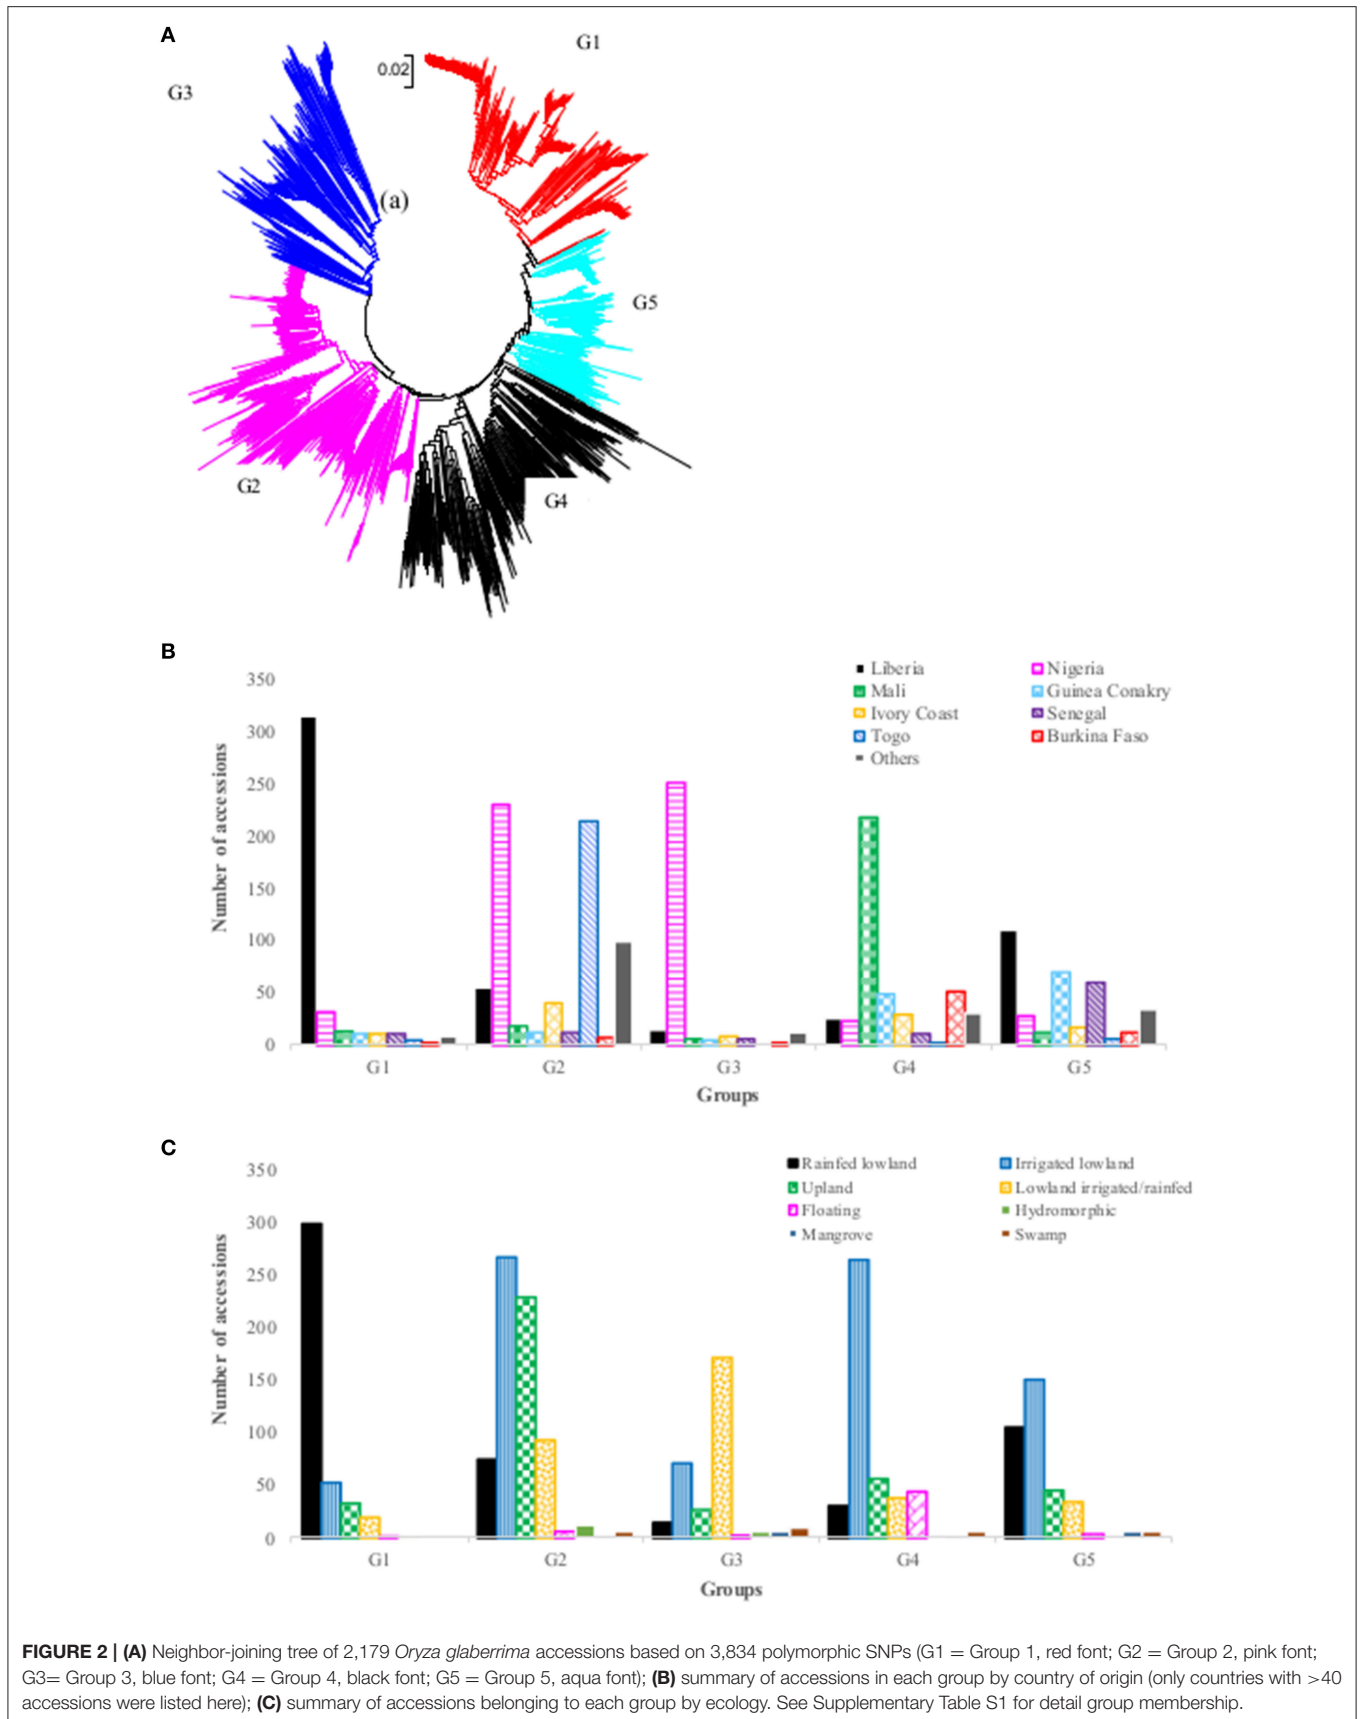 A
G1
0.02
G3
(a)
G5
G2
G4
B
Liberia
Nigeria
Mali
Guinea Conakry
Ivory Coast
Senegal
Togo
Burkina Faso
Others
350
300
250
200
150
100
50
0
Number of accessions
G1 G2 G3 G4 G5
Groups
C
Rainfed lowland
Irrigated lowland
Upland
Lowland irrigated/rainfed
Floating
Hydromorphic
Mangrove
Swamp
350
300
250
200
150
100
50
0
Number of accessions
G1 G2 G3 G4 G5
Groups
FIGURE 2 | (A) Neighbor-joining tree of 2,179 Oryza glaberrima accessions based on 3,834 polymorphic SNPs (G1 = Group 1, red font; G2 = Group 2, pink font;
G3= Group 3, blue font; G4 = Group 4, black font; G5 = Group 5, aqua font); (B) summary of accessions in each group by country of origin (only countries with >40
accessions were listed here); (C) summary of accessions belonging to each group by ecology. See Supplementary Table S1 for detail group membership.